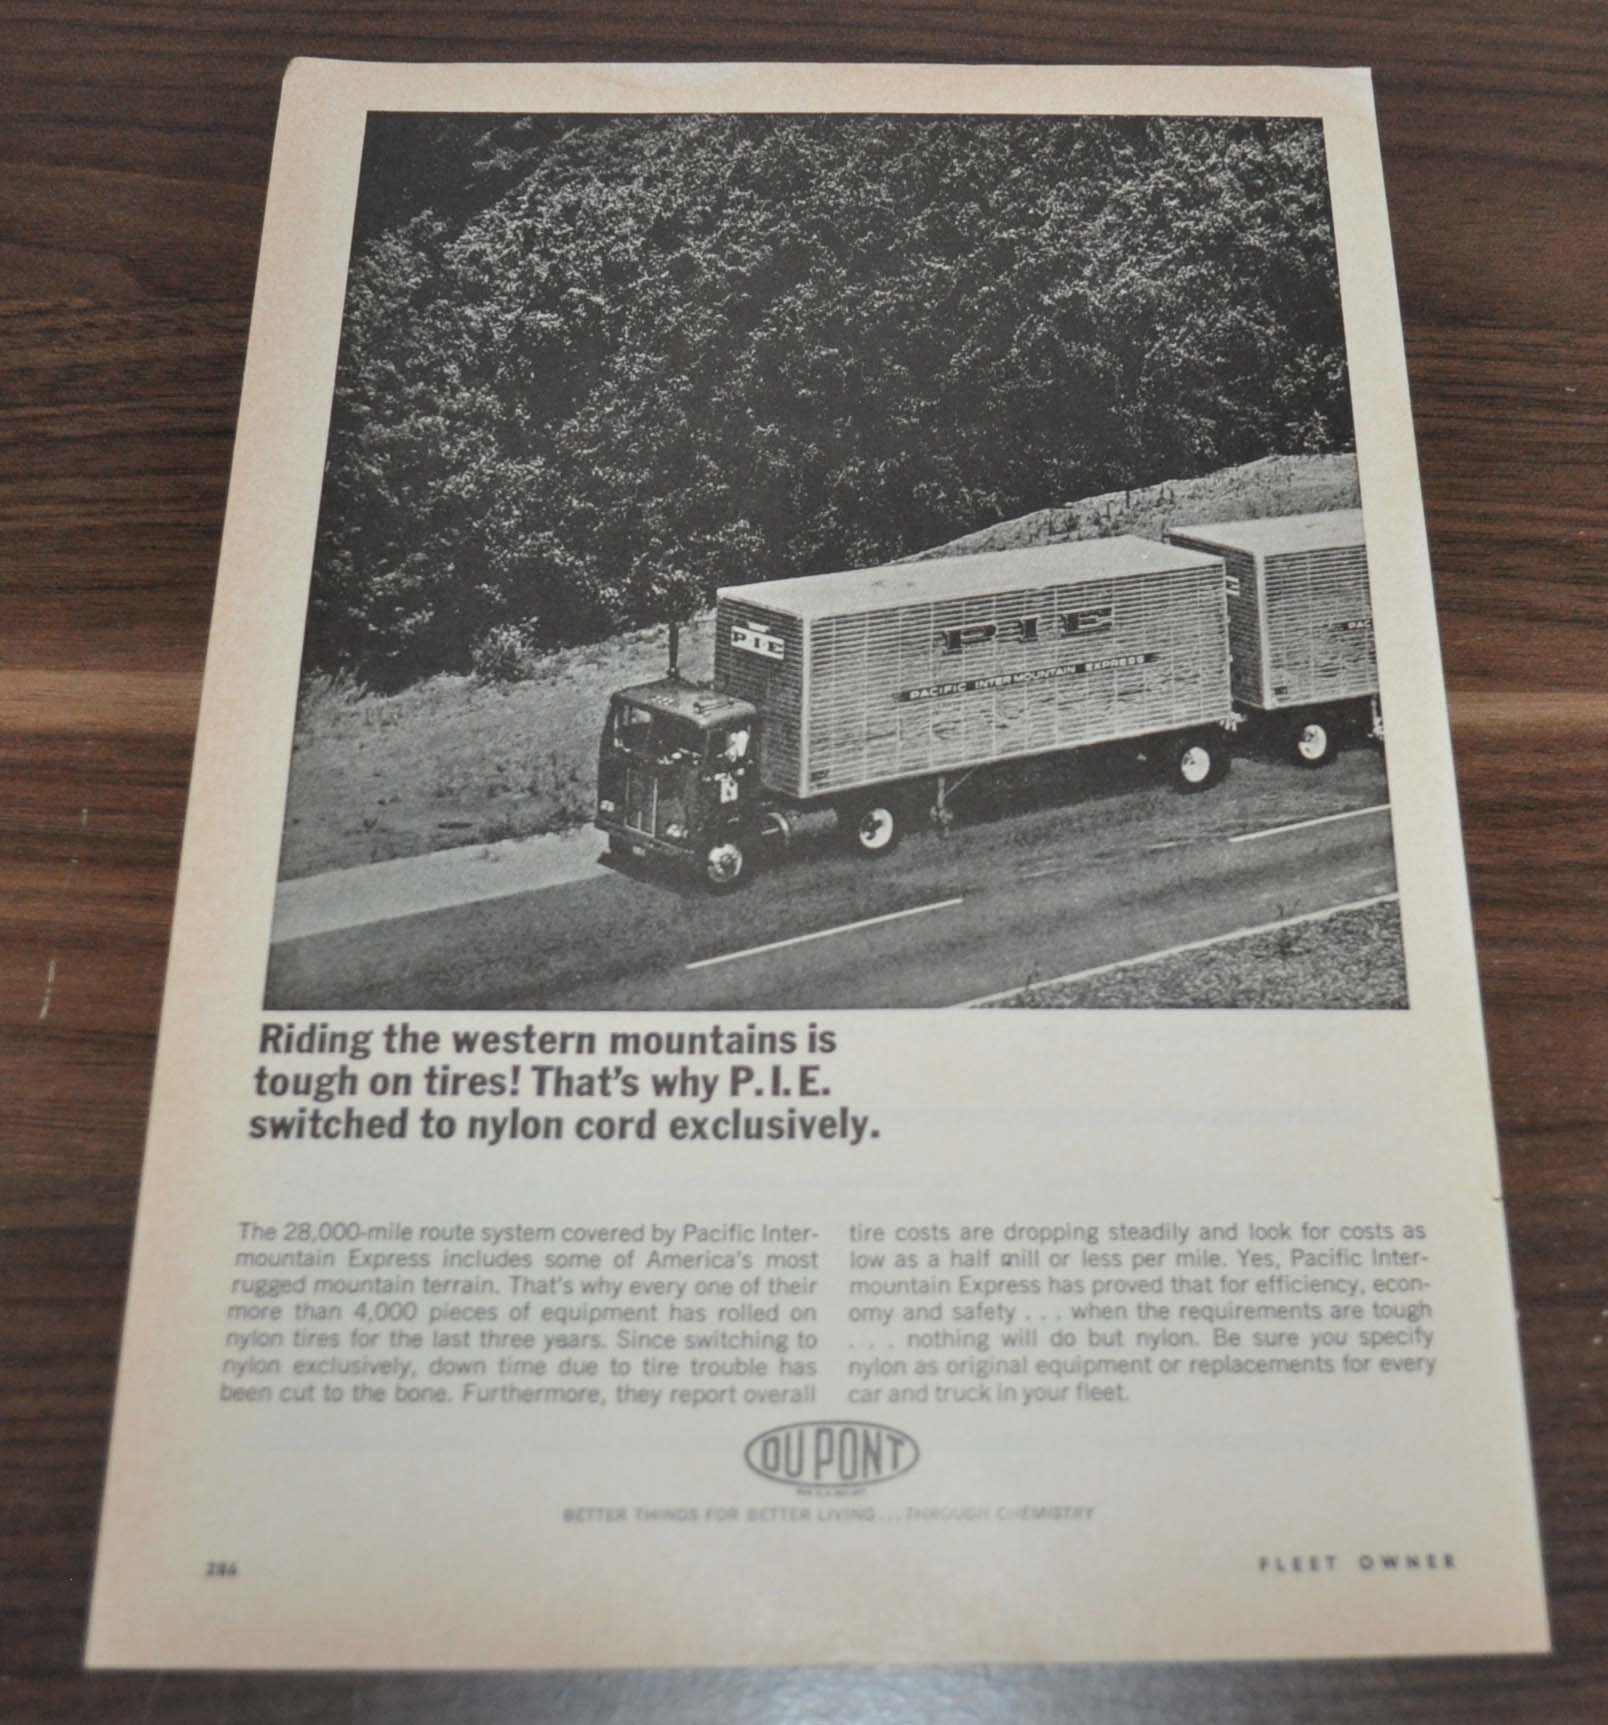 P·I·E
P·I·E
PACIFIC INTERMOUNTAIN EXPRESS
PAC
Riding the western mountains is
tough on tires! That's why P.I.E.
switched to nylon cord exclusively.
The 28,000-mile route system covered by Pacific Inter-
mountain Express includes some of America's most
rugged mountain terrain. That's why every one of their
more than 4,000 pieces of equipment has rolled on
nylon tires for the last three years. Since switching to
nylon exclusively, down time due to tire trouble has
been cut to the bone. Furthermore, they report overall
tire costs are dropping steadily and look for costs as
low as a half mill or less per mile. Yes, Pacific Inter-
mountain Express has proved that for efficiency, econ-
omy and safety . . . when the requirements are tough
. . . nothing will do but nylon. Be sure you specify
nylon as original equipment or replacements for every
car and truck in your fleet.
DU PONT
BETTER THINGS FOR BETTER LIVING . . . THROUGH CHEMISTRY
286
FLEET OWNER